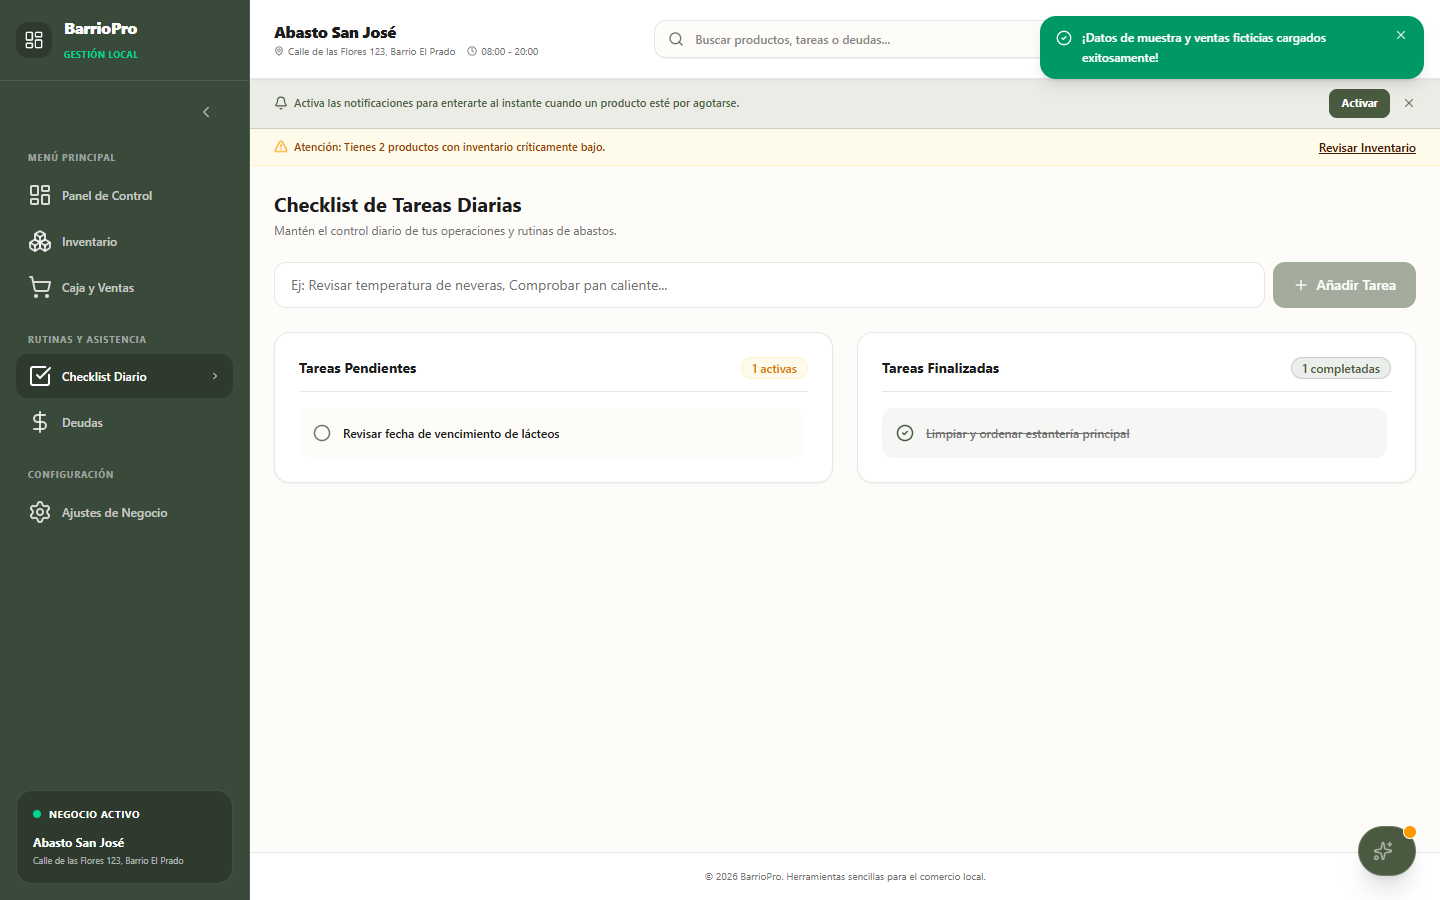 BarrioPro
GESTIÓN LOCAL
MENÚ PRINCIPAL
Panel de Control
Inventario
Caja y Ventas
RUTINAS Y ASISTENCIA
Checklist Diario
Deudas
CONFIGURACIÓN
Ajustes de Negocio
NEGOCIO ACTIVO
Abasto San José
Calle de las Flores 123, Barrio El Prado
Abasto San José
Calle de las Flores 123, Barrio El Prado
08:00 - 20:00
Buscar productos, tareas o deudas...
¡Datos de muestra y ventas ficticias cargados
exitosamente!
Activa las notificaciones para enterarte al instante cuando un producto esté por agotarse.
Activar
Atención: Tienes 2 productos con inventario críticamente bajo.
Revisar Inventario
Checklist de Tareas Diarias
Mantén el control diario de tus operaciones y rutinas de abastos.
Ej: Revisar temperatura de neveras, Comprobar pan caliente...
Añadir Tarea
Tareas Pendientes
1 activas
Revisar fecha de vencimiento de lácteos
Tareas Finalizadas
1 completadas
Limpiar y ordenar estantería principal
© 2026 BarrioPro. Herramientas sencillas para el comercio local.